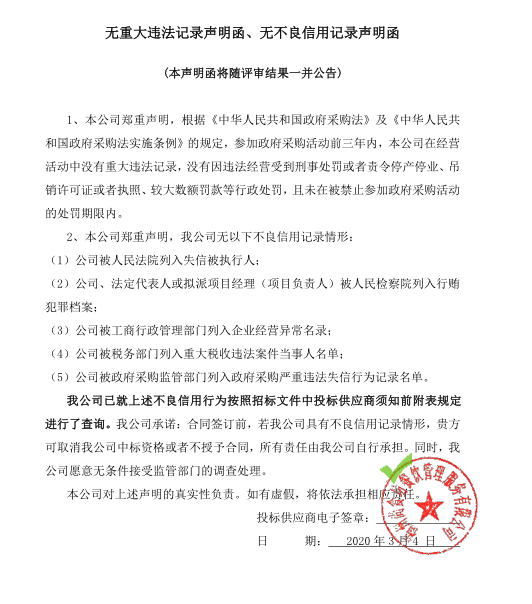 无重大违法记录声明函、无不良信用记录声明函
(本声明函将随评审结果一并公告)
1、本公司郑重声明，根据《中华人民共和国政府采购法》及《中华人民共
和国政府采购法实施条例》的规定，参加政府采购活动前三年内，本公司在经营
活动中没有重大违法记录，没有因违法经营受到刑事处罚或者责令停产停业、吊
销许可证或者执照、较大数额罚款等行政处罚，且未在被禁止参加政府采购活动
的处罚期限内。
2、本公司郑重声明，我公司无以下不良信用记录情形：
（1）公司被人民法院列入失信被执行人；
（2）公司、法定代表人或拟派项目经理（项目负责人）被人民检察院列入行贿
犯罪档案；
（3）公司被工商行政管理部门列入企业经营异常名录；
（4）公司被税务部门列入重大税收违法案件当事人名单；
（5）公司被政府采购监管部门列入政府采购严重违法失信行为记录名单。
我公司已就上述不良信用行为按照招标文件中投标供应商须知前附表规定
进行了查询。我公司承诺：合同签订前，若我公司具有不良信用记录情形，贵方
可取消我公司中标资格或者不授予合同，所有责任由我公司自行承担。同时，我
公司愿意无条件接受监管部门的调查处理。
本公司对上述声明的真实性负责。如有虚假，将依法承担相应责任。
投标供应商电子签章：
日 期： 2020 年 3 月 4 日
餐饮管理服务有限公司